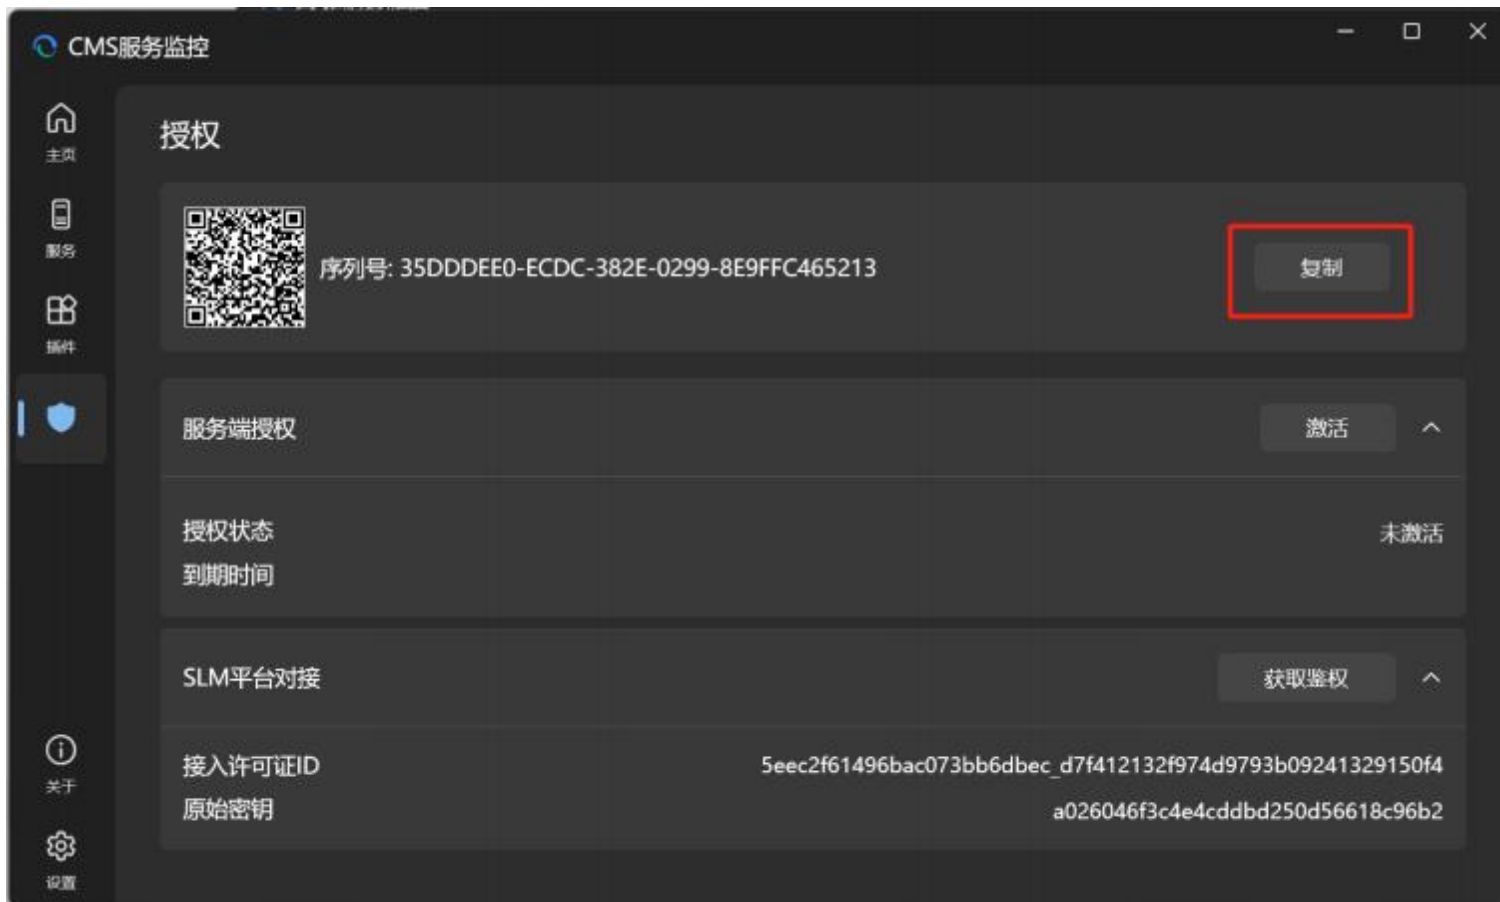 CMS服务监控
主页
服务
插件
关于
设置
授权
序列号: 35DDDEE0-ECDC-382E-0299-8E9FFC465213
复制
服务端授权
激活
授权状态
未激活
到期时间
SLM平台对接
获取鉴权
接入许可证ID
5eec2f61496bac073bb6dbec_d7f412132f974d9793b09241329150f4
原始密钥
a026046f3c4e4cddbd250d56618c96b2